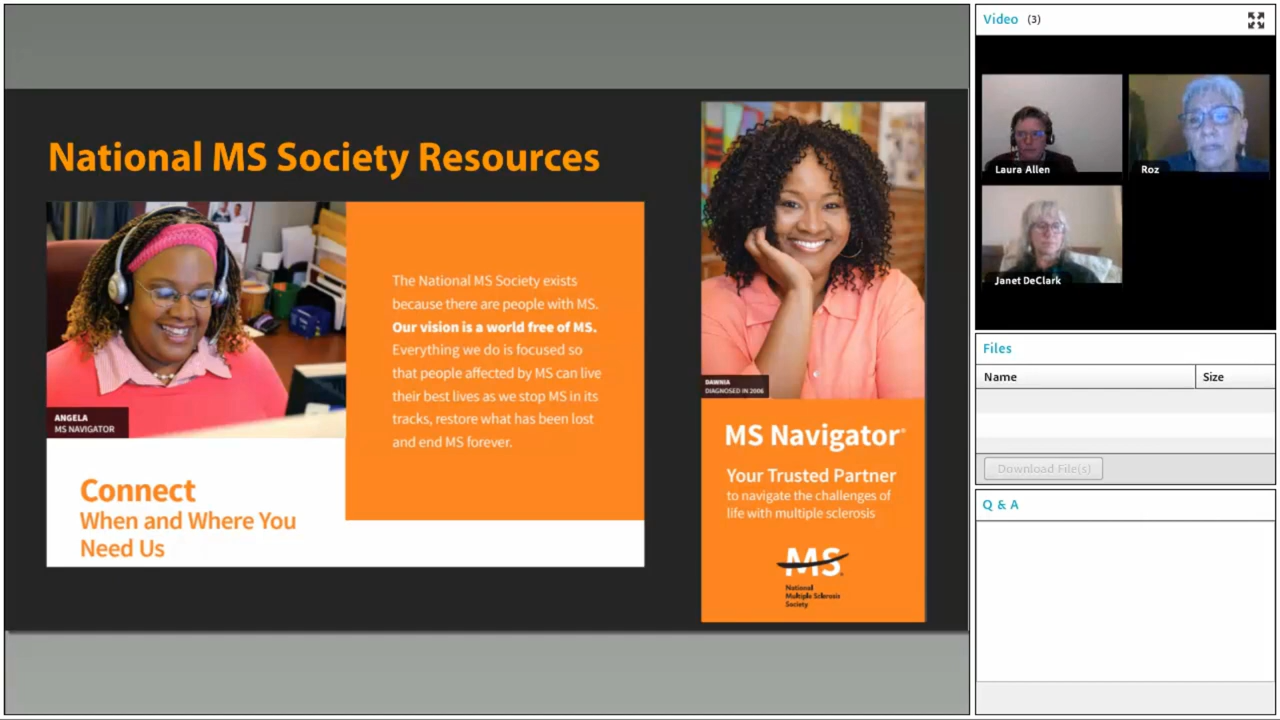 National MS Society Resources
ANGELA
MS NAVIGATOR
Connect
When and Where You
Need Us
The National MS Society exists
because there are people with MS.
Our vision is a world free of MS.
Everything we do is focused so
that people affected by MS can live
their best lives as we stop MS in its
tracks, restore what has been lost
and end MS forever.
DAWNIA
DIAGNOSED IN 2006
MS Navigator®
Your Trusted Partner
to navigate the challenges of
life with multiple sclerosis
MS
National
Multiple Sclerosis
Society
Video (3)
Laura Allen
Roz
Janet DeClark
Files
Name Size
Download File(s)
Q & A